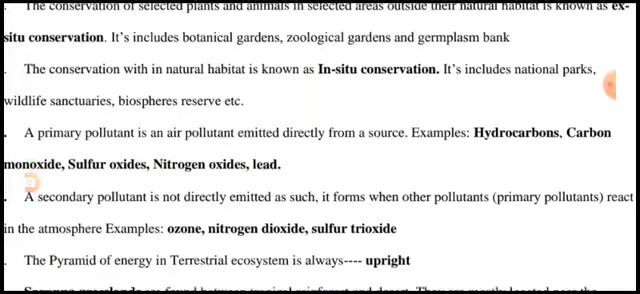 The conservation of selected plants and animals in selected areas outside their natural habitat is known as ex-
situ conservation. It’s includes botanical gardens, zoological gardens and germplasm bank
. The conservation with in natural habitat is known as In-situ conservation. It’s includes national parks,
wildlife sanctuaries, biospheres reserve etc.
. A primary pollutant is an air pollutant emitted directly from a source. Examples: Hydrocarbons, Carbon
monoxide, Sulfur oxides, Nitrogen oxides, lead.
. A secondary pollutant is not directly emitted as such, it forms when other pollutants (primary pollutants) react
in the atmosphere Examples: ozone, nitrogen dioxide, sulfur trioxide
. The Pyramid of energy in Terrestrial ecosystem is always---- upright